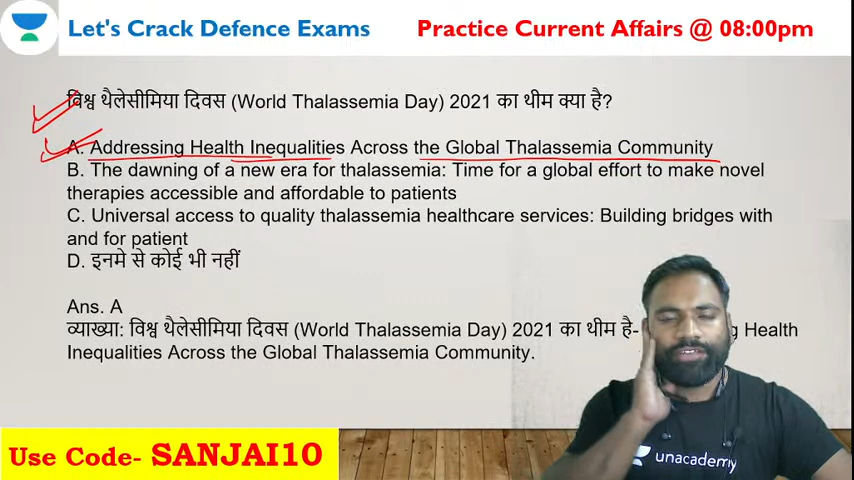 Let's Crack Defence Exams Practice Current Affairs @ 08:00pm
विश्व थैलेसीमिया दिवस (World Thalassemia Day) 2021 का थीम क्या है?
A. Addressing Health Inequalities Across the Global Thalassemia Community
B. The dawning of a new era for thalassemia: Time for a global effort to make novel
therapies accessible and affordable to patients
C. Universal access to quality thalassemia healthcare services: Building bridges with
and for patient
D. इनमे से कोई भी नहीं
Ans. A
व्याख्या: विश्व थैलेसीमिया दिवस (World Thalassemia Day) 2021 का थीम है- Health
Inequalities Across the Global Thalassemia Community.
unacademy
Use Code- SANJAI10